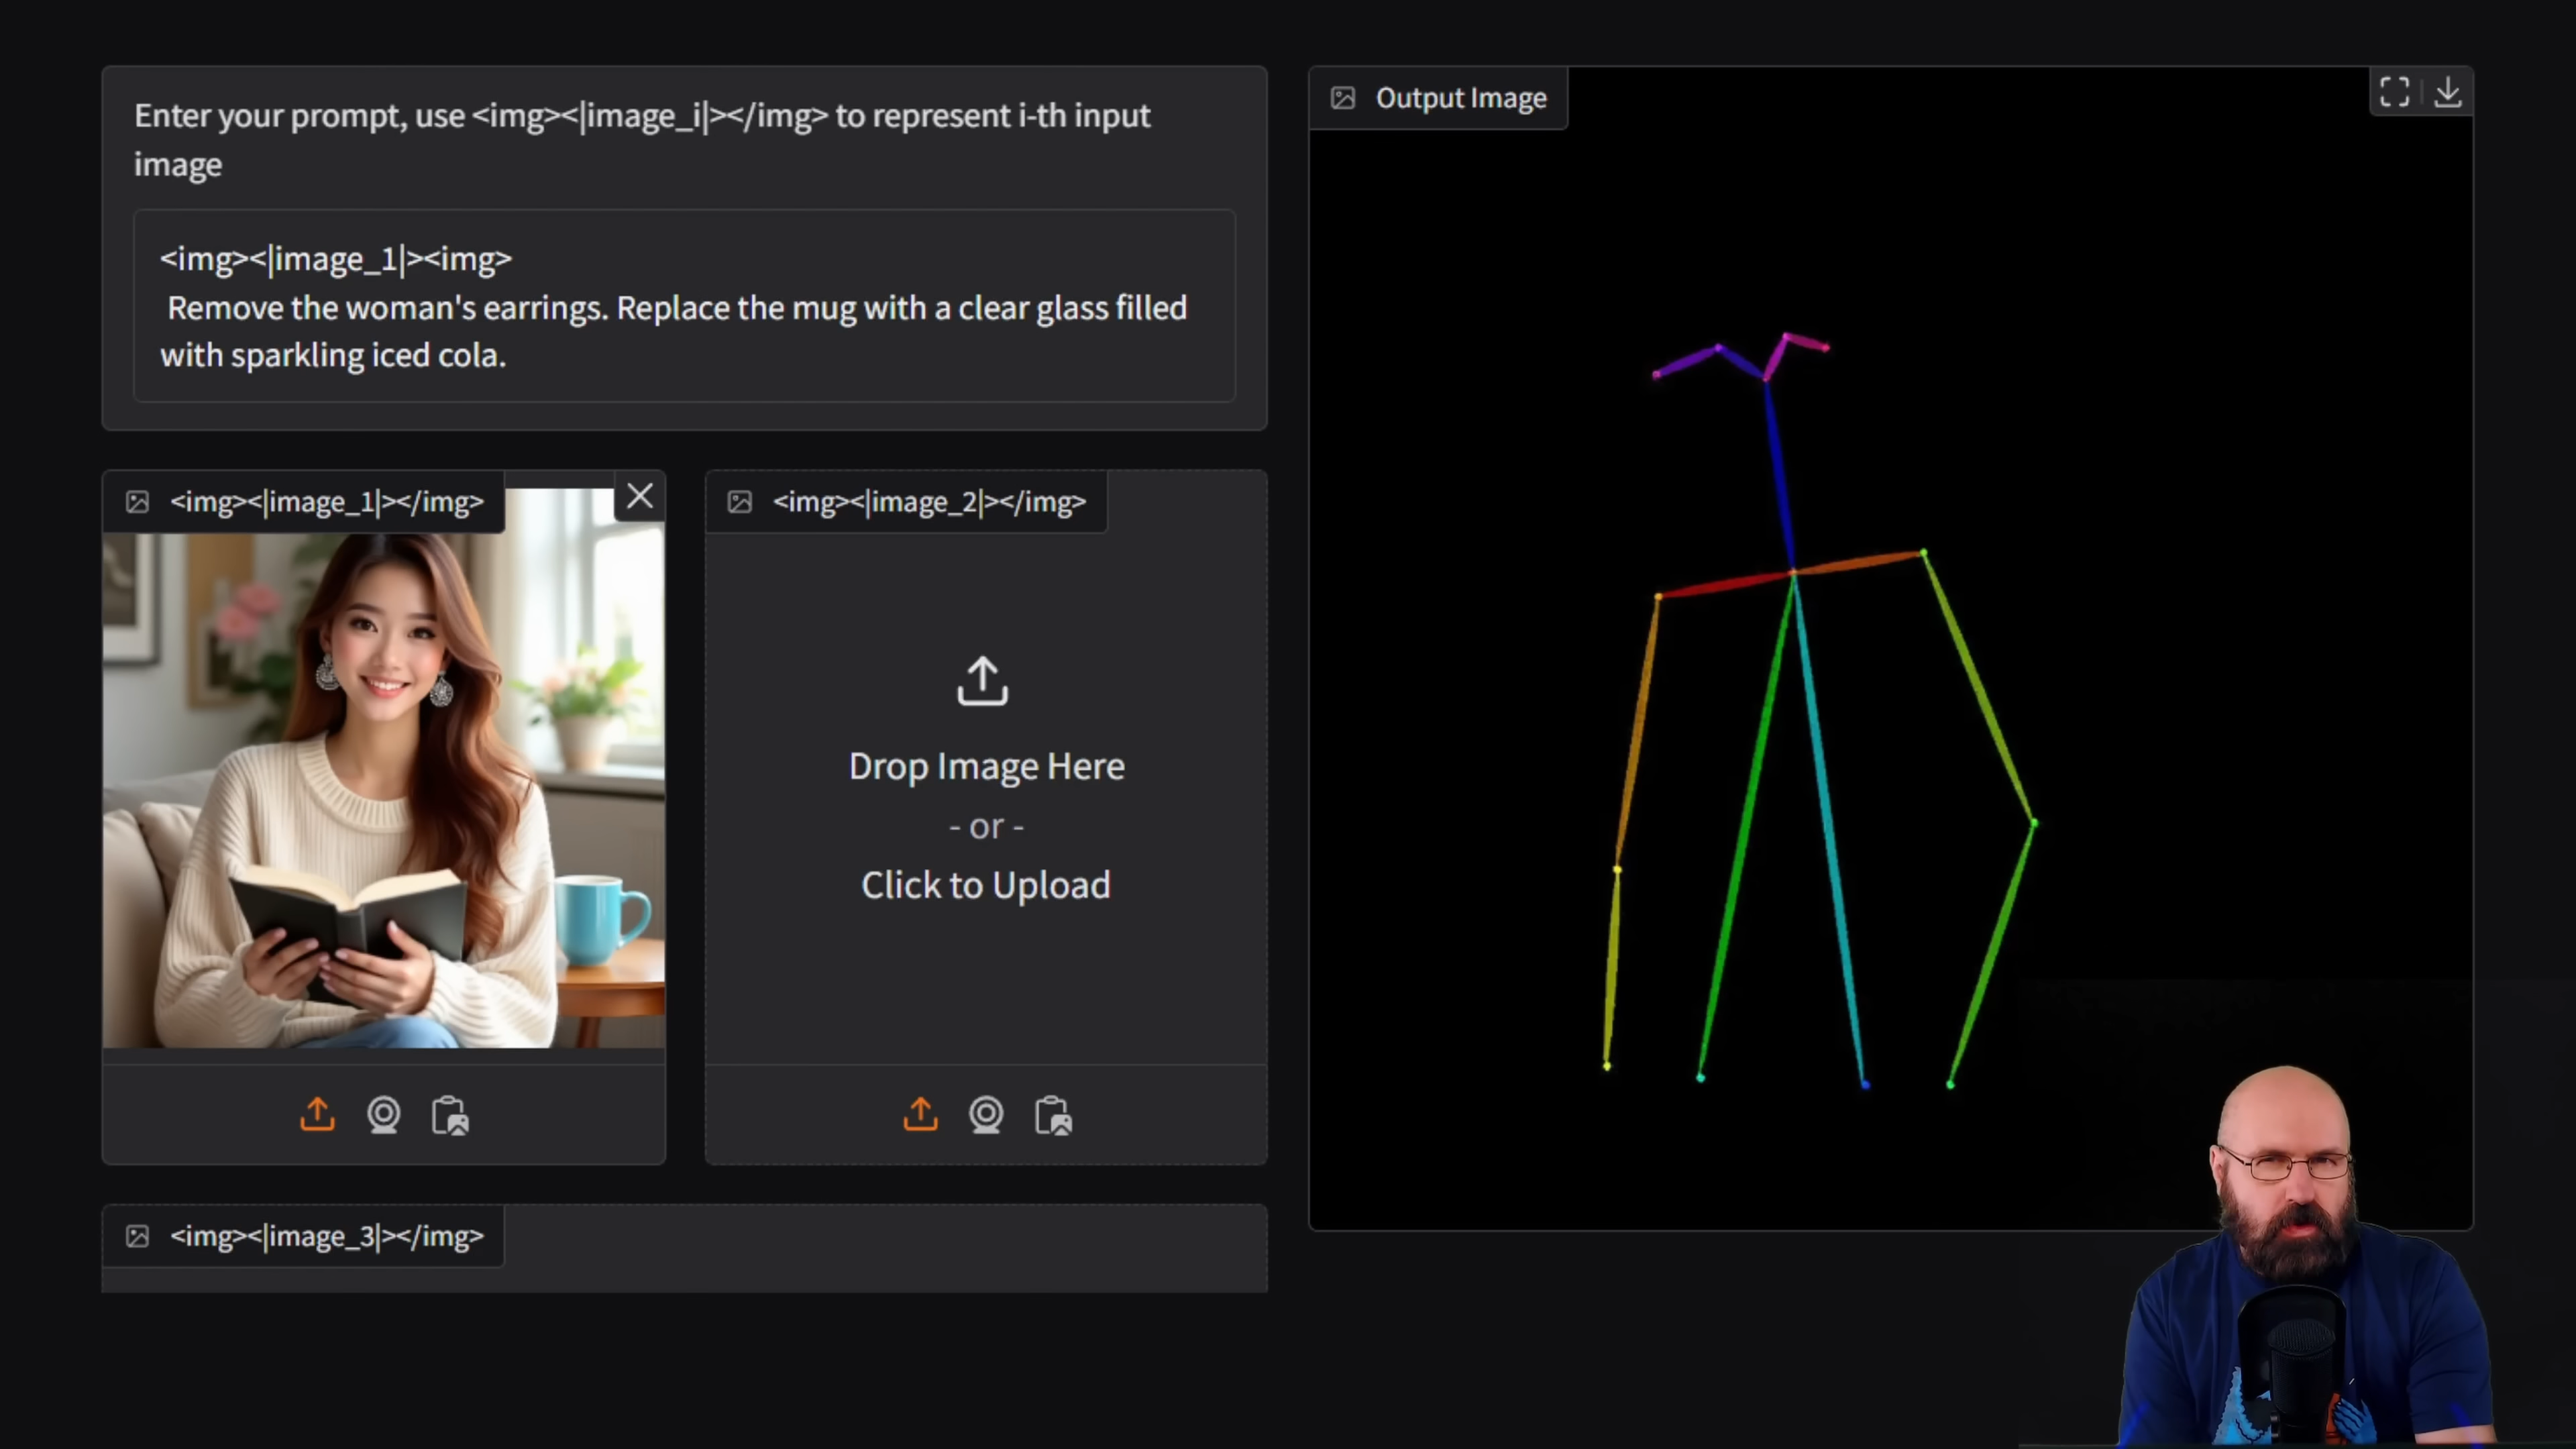 Enter your prompt, use <img><|image_i|></img> to represent i-th input
image
<img><|image_1|><img>
Remove the woman's earrings. Replace the mug with a clear glass filled
with sparkling iced cola.
<img><|image_1|></img>
<img><|image_2|></img>
Drop Image Here
- or -
Click to Upload
<img><|image_3|></img>
Output Image